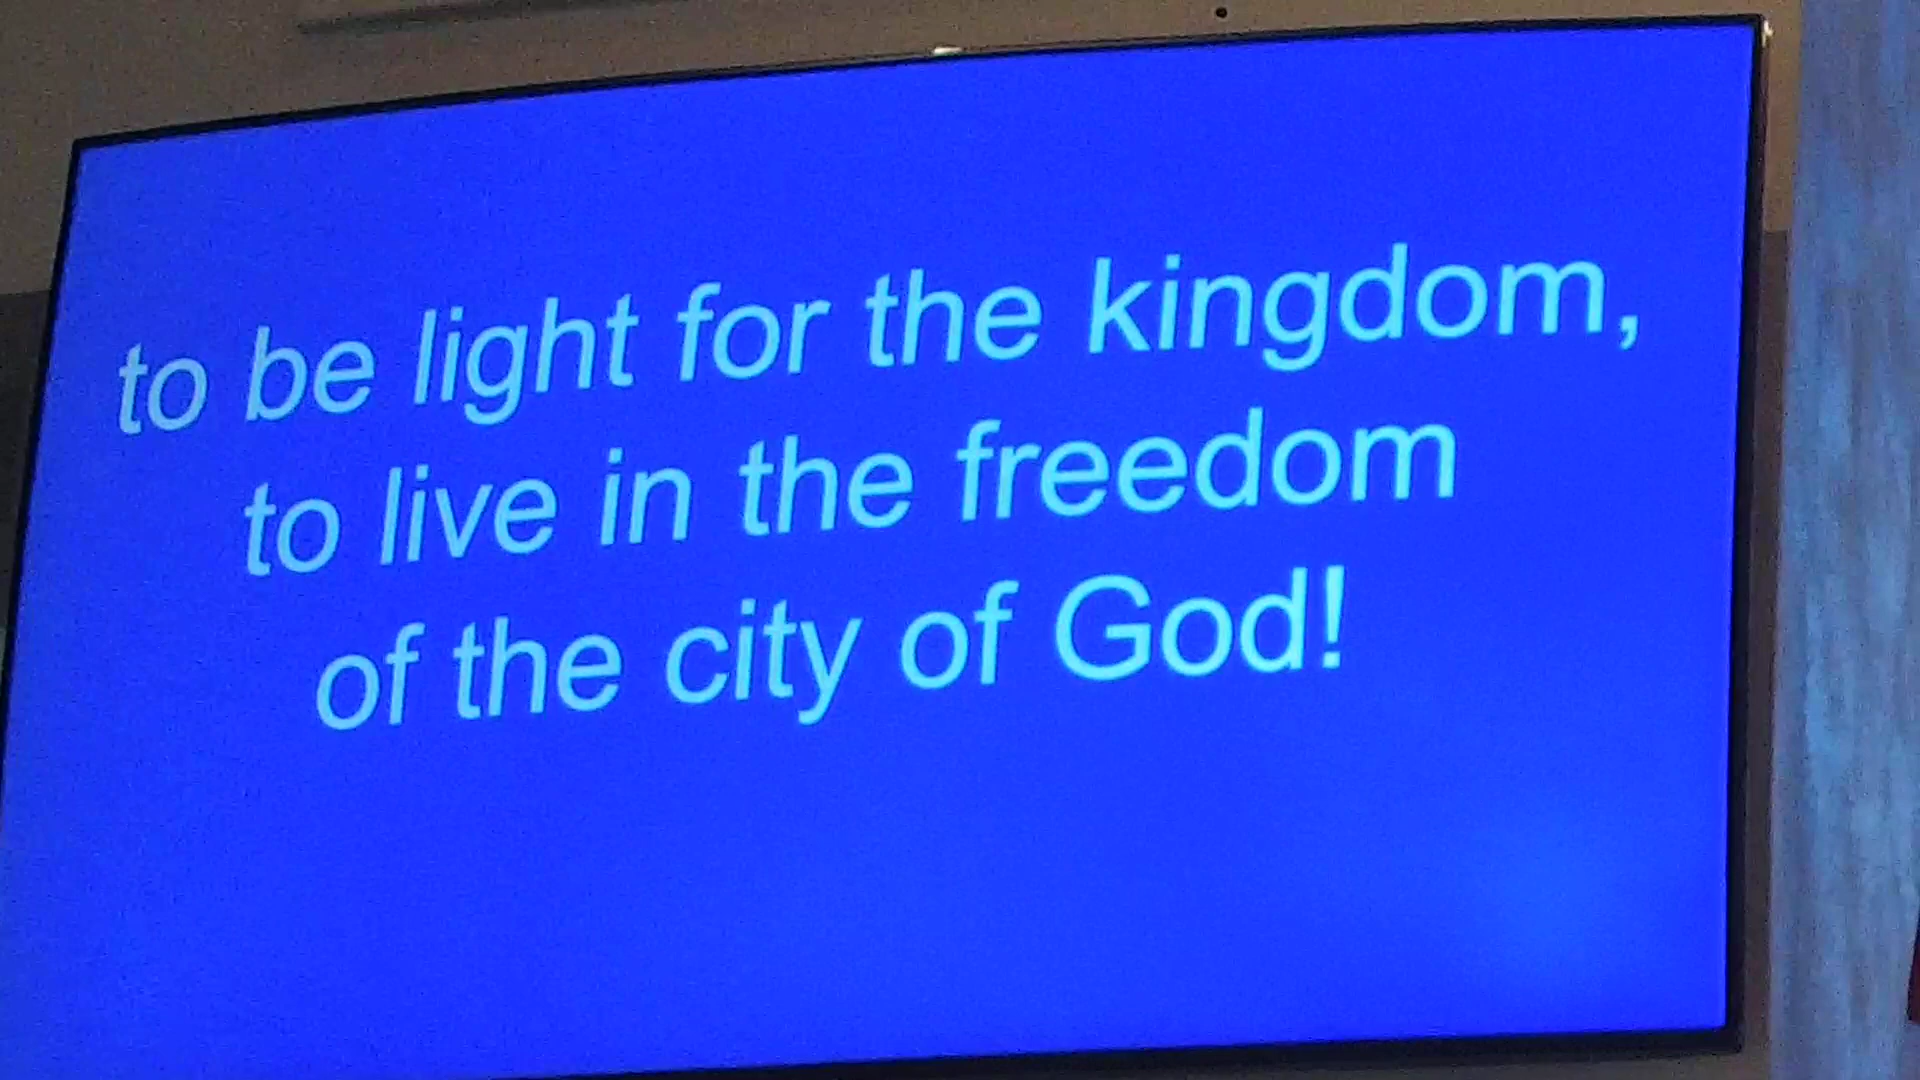 to be light for the kingdom,
to live in the freedom
of the city of God!